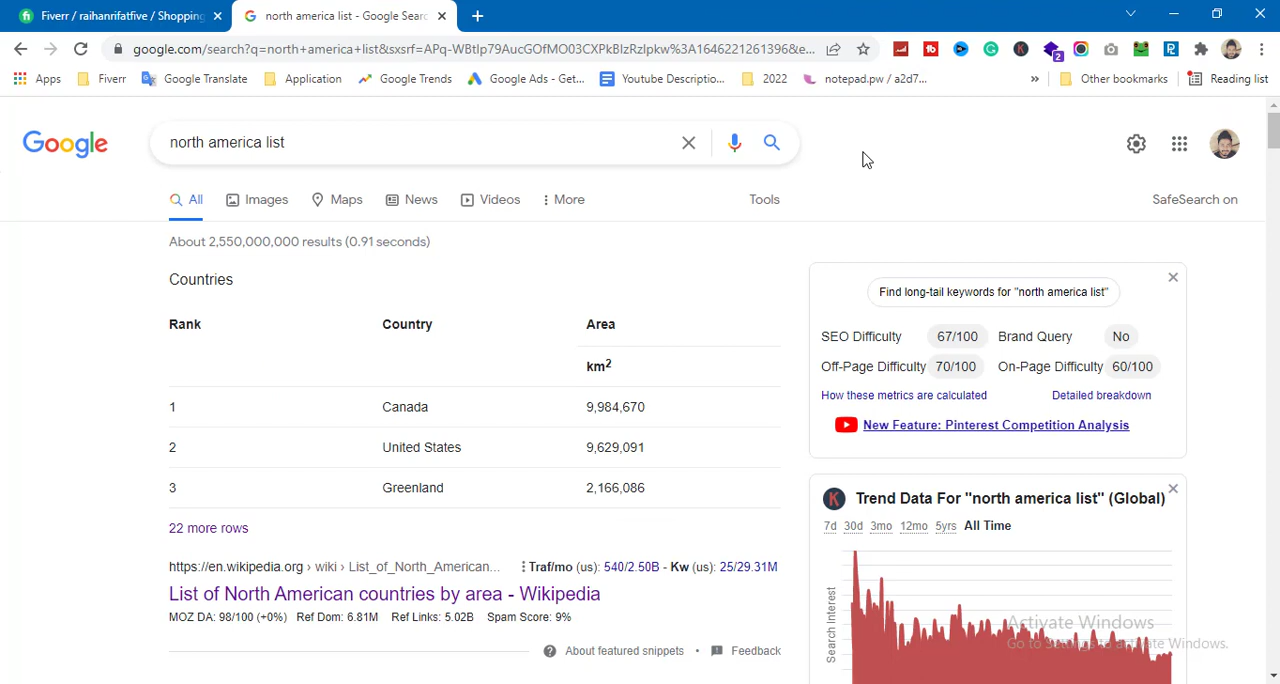 Fiverr / raihanrifatfive / Shopping
north america list - Google Sear
google.com/search?q=north+america+list&sxsrf=APq-WBtIp79AucGOfMO03CXPkBlzRzlpkw%3A1646221261396&e...
2
Apps
Fiverr
Google Translate
Application
Google Trends
Google Ads - Get...
Youtube Descriptio...
2022
notepad.pw / a2d7...
»
Other bookmarks
Reading list
Google
north america list
All
Images
Maps
News
Videos
More
Tools
SafeSearch on
About 2,550,000,000 results (0.91 seconds)
Countries
Rank Country Area
km²
1 Canada 9,984,670
2 United States 9,629,091
3 Greenland 2,166,086
22 more rows
https://en.wikipedia.org › wiki › List_of_North_American...
Traf/mo (us): 540/2.50B - Kw (us): 25/29.31M
List of North American countries by area - Wikipedia
MOZ DA: 98/100 (+0%) Ref Dom: 6.81M Ref Links: 5.02B Spam Score: 9%
About featured snippets • Feedback
Find long-tail keywords for "north america list"
SEO Difficulty 67/100 Brand Query No
Off-Page Difficulty 70/100 On-Page Difficulty 60/100
How these metrics are calculated Detailed breakdown
New Feature: Pinterest Competition Analysis
K
Trend Data For "north america list" (Global)
7d 30d 3mo 12mo 5yrs All Time
Search Interest
Activate Windows
Go to Settings to activate Windows.